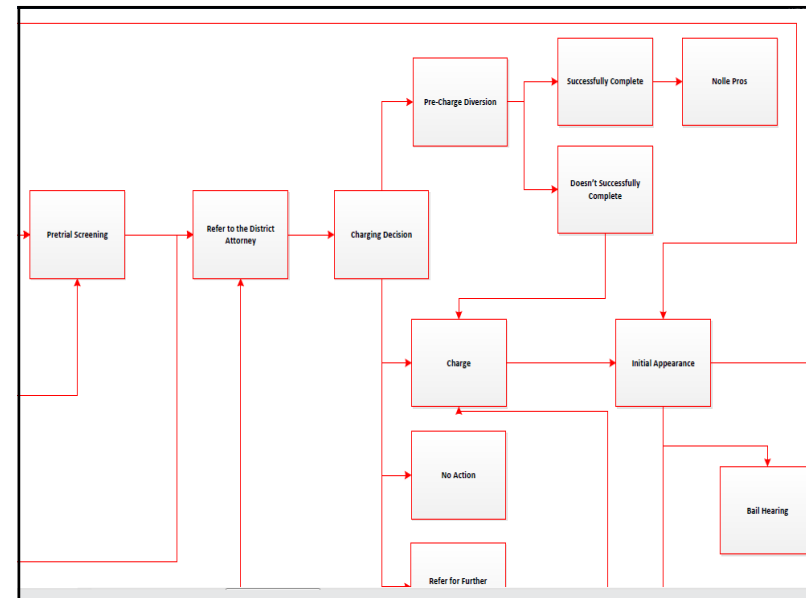 Successfully Complete
Nolle Pros
Pre-Charge Diversion
Doesn't Successfully
Complete
Pretrial Screening
Refer to the District
Attorney
Charging Decision
Charge
Initial Appearance
No Action
Bail Hearing
Refer for Further